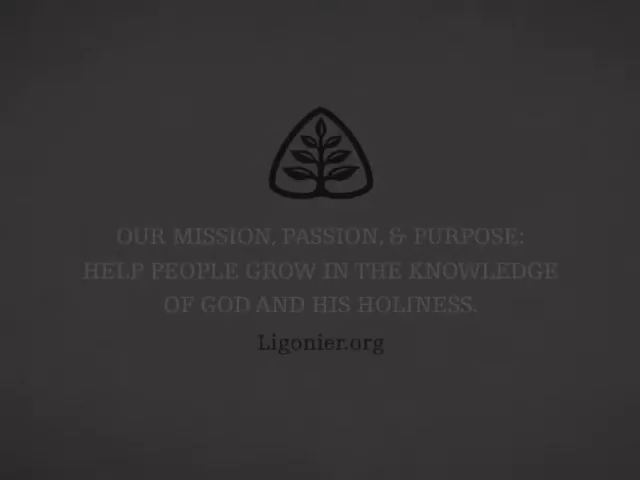 OUR MISSION, PASSION, & PURPOSE:
HELP PEOPLE GROW IN THE KNOWLEDGE
OF GOD AND HIS HOLINESS.
Ligonier.org